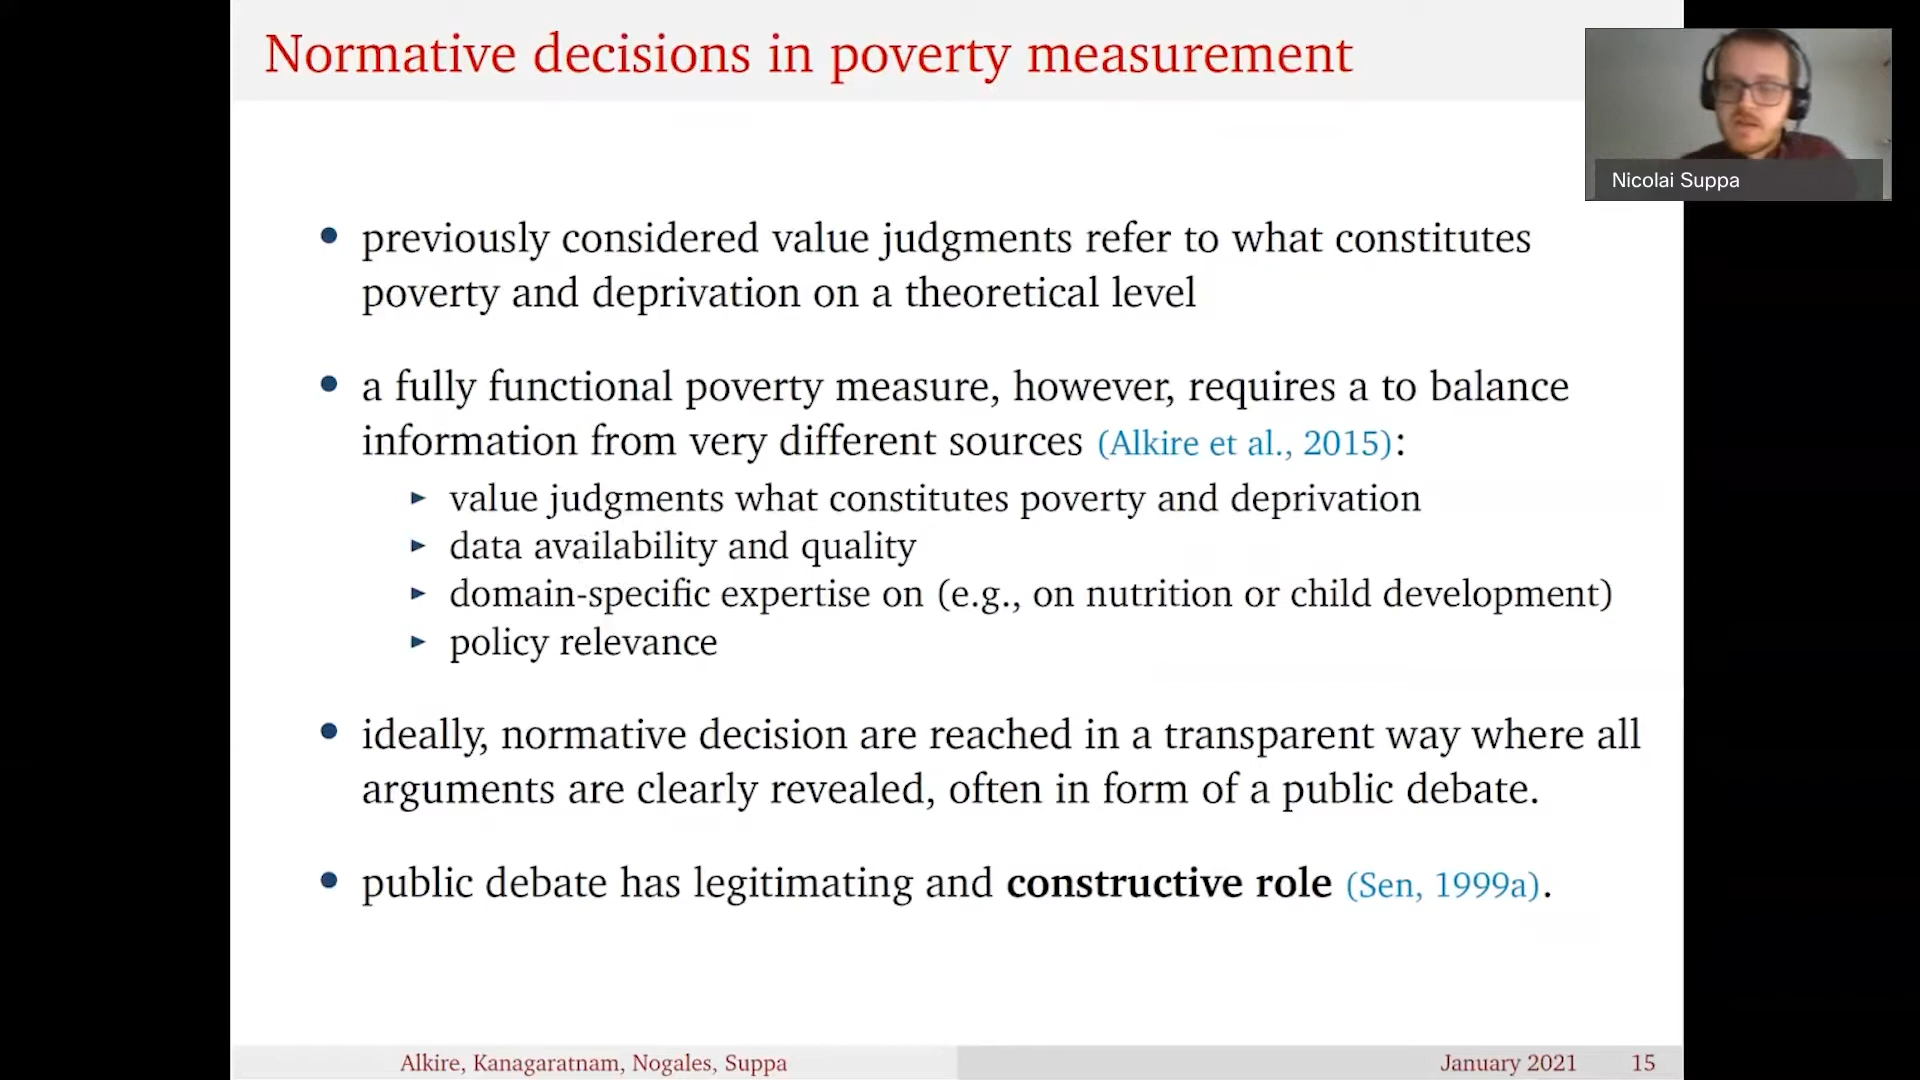 Normative decisions in poverty measurement
Nicolai Suppa
• previously considered value judgments refer to what constitutes
poverty and deprivation on a theoretical level
• a fully functional poverty measure, however, requires a to balance
information from very different sources (Alkire et al., 2015):
► value judgments what constitutes poverty and deprivation
► data availability and quality
► domain-specific expertise on (e.g., on nutrition or child development)
► policy relevance
• ideally, normative decision are reached in a transparent way where all
arguments are clearly revealed, often in form of a public debate.
• public debate has legitimating and constructive role (Sen, 1999a).
Alkire, Kanagaratnam, Nogales, Suppa
January 2021 15